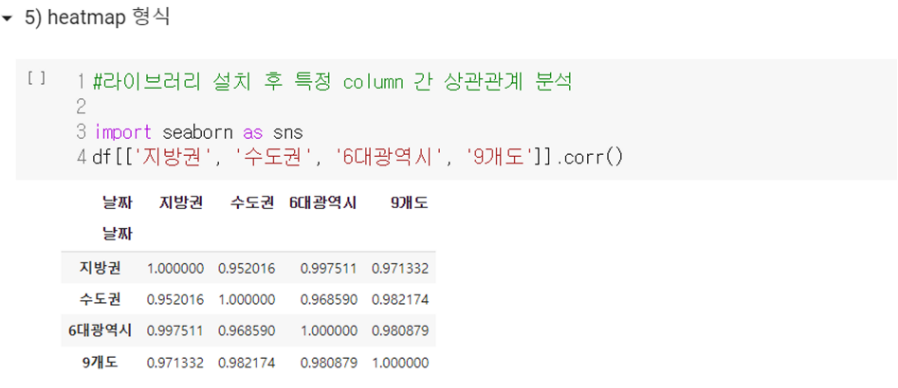 5) heatmap 형식
[ ] 1 #라이브러리 설치 후 특정 column 간 상관관계 분석
2
3 import seaborn as sns
4 df[['지방권', '수도권', '6대광역시', '9개도']].corr()
날짜 지방권 수도권 6대광역시 9개도
날짜
지방권 1.000000 0.952016 0.997511 0.971332
수도권 0.952016 1.000000 0.968590 0.982174
6대광역시 0.997511 0.968590 1.000000 0.980879
9개도 0.971332 0.982174 0.980879 1.000000